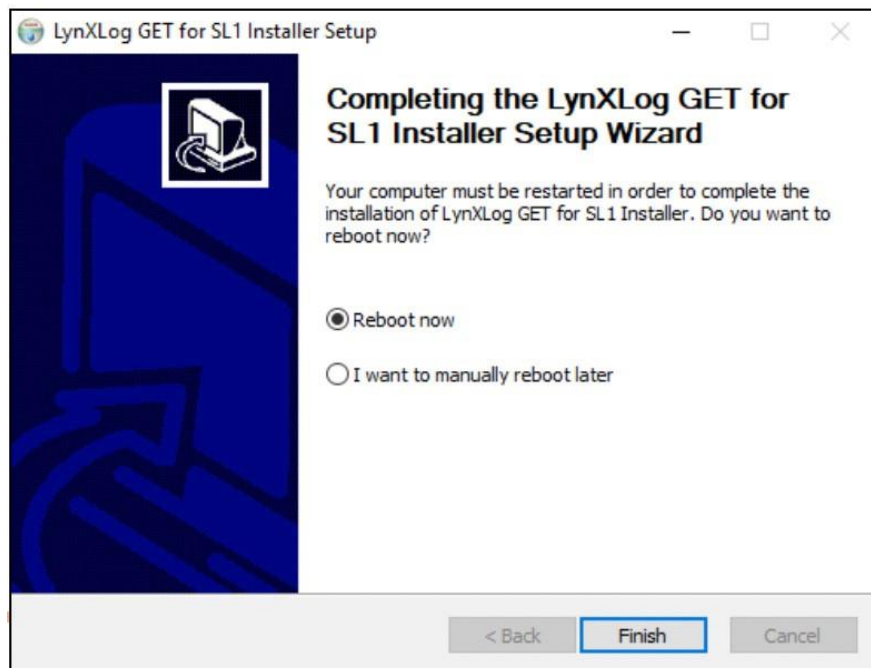 LynXLog GET for SL1 Installer Setup
Completing the LynXLog GET for
SL1 Installer Setup Wizard
Your computer must be restarted in order to complete the
installation of LynXLog GET for SL1 Installer. Do you want to
reboot now?
Reboot now
I want to manually reboot later
< Back
Finish
Cancel